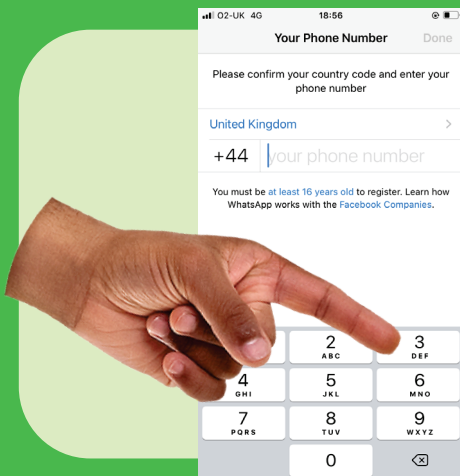 O2-UK 4G 18:56
Your Phone Number Done
Please confirm your country code and enter your
phone number
United Kingdom
+44 your phone number
You must be at least 16 years old to register. Learn how
WhatsApp works with the Facebook Companies.
2 3
ABC DEF
4 5 6
GHI JKL MNO
7 8 9
PQRS TUV WXYZ
0